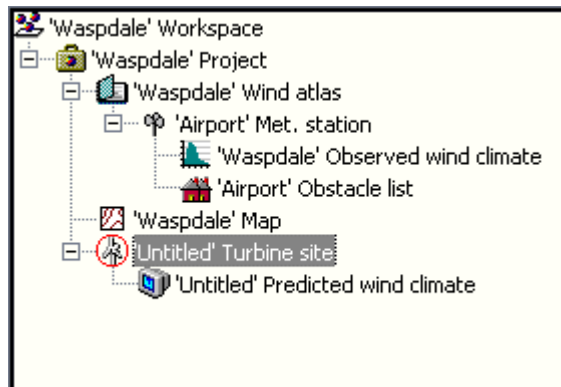 'Waspdale' Workspace
'Waspdale' Project
'Waspdale' Wind atlas
'Airport' Met. station
'Waspdale' Observed wind climate
'Airport' Obstacle list
'Waspdale' Map
'Untitled' Turbine site
'Untitled' Predicted wind climate